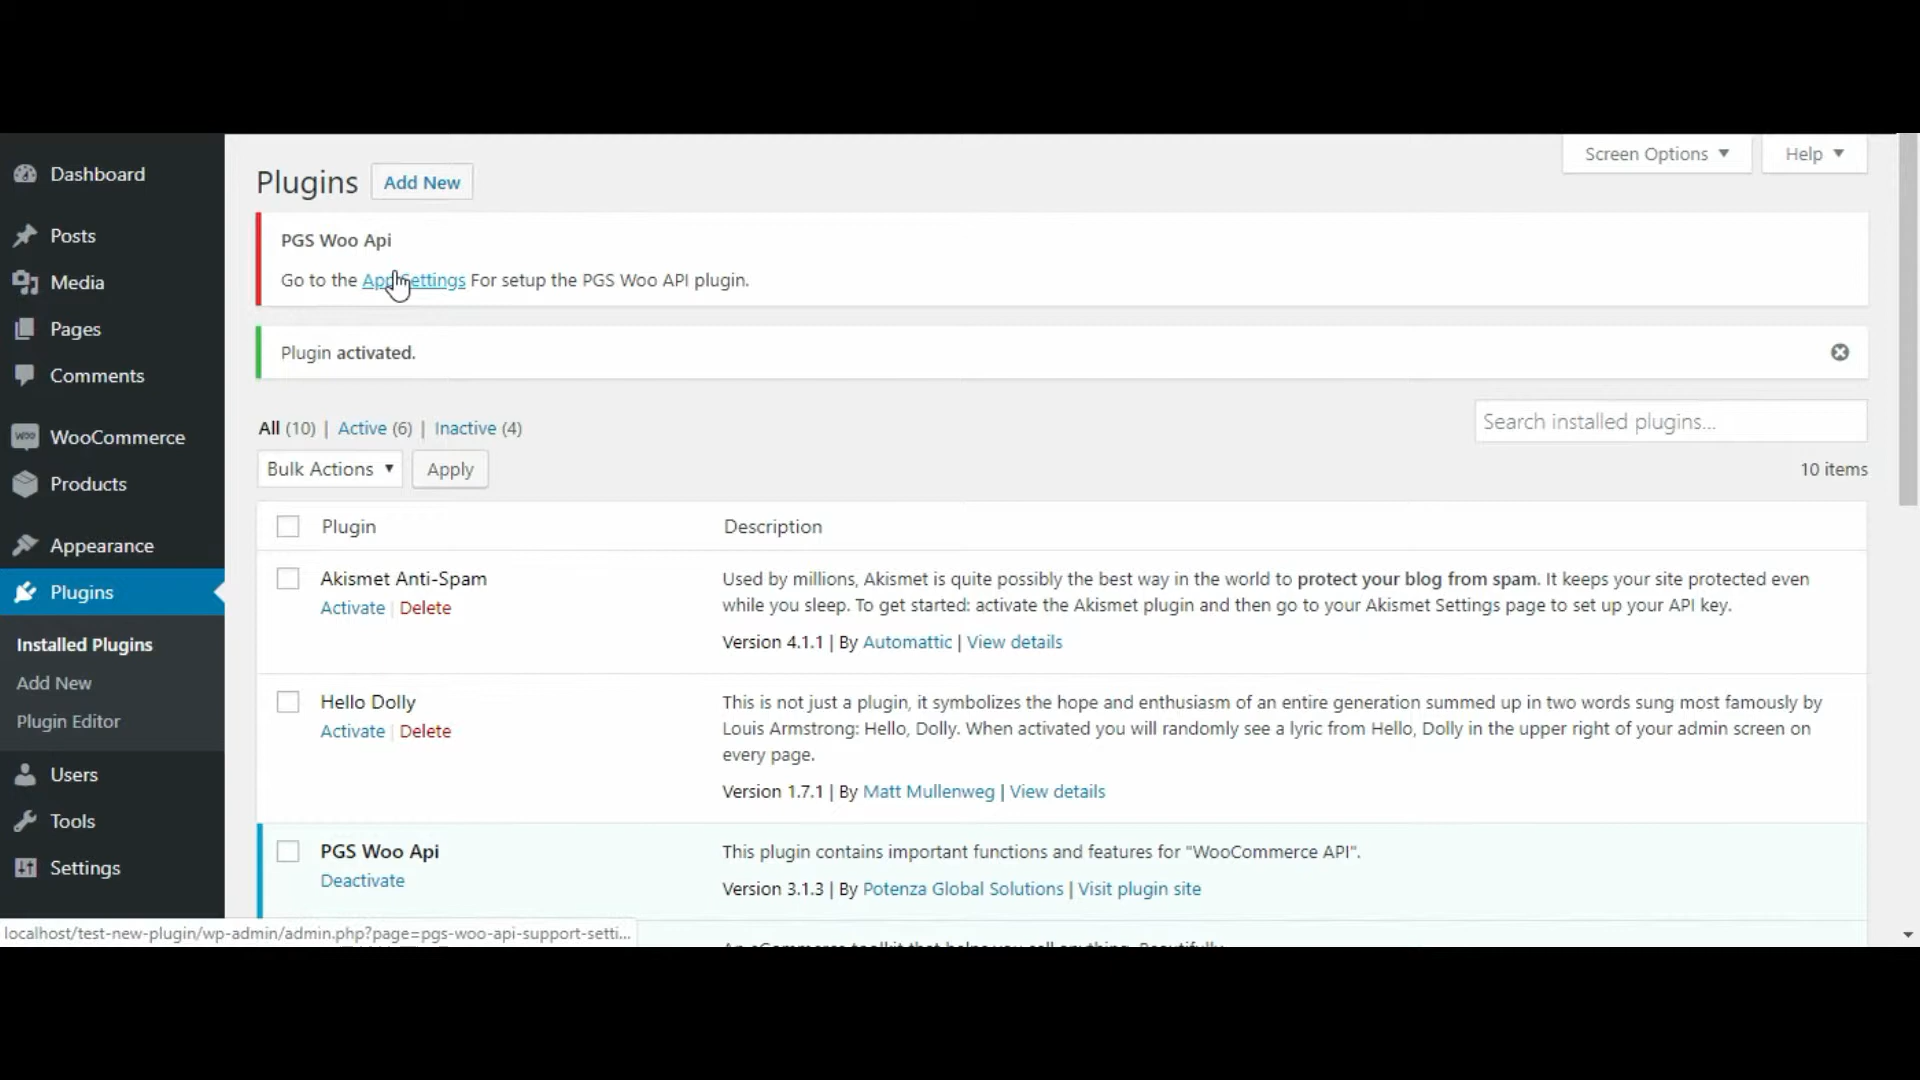 Screen Options ▼
Help ▼
Dashboard
Posts
Media
Pages
Comments
WooCommerce
Products
Appearance
Plugins
Installed Plugins
Add New
Plugin Editor
Users
Tools
Settings
Plugins Add New
PGS Woo Api
Go to the App Settings For setup the PGS Woo API plugin.
Plugin activated.
All (10) | Active (6) | Inactive (4)
Search installed plugins...
Bulk Actions ▼ Apply
10 items
Plugin Description
Akismet Anti-Spam
Activate | Delete
Used by millions, Akismet is quite possibly the best way in the world to protect your blog from spam. It keeps your site protected even
while you sleep. To get started: activate the Akismet plugin and then go to your Akismet Settings page to set up your API key.
Version 4.1.1 | By Automattic | View details
Hello Dolly
Activate | Delete
This is not just a plugin, it symbolizes the hope and enthusiasm of an entire generation summed up in two words sung most famously by
Louis Armstrong: Hello, Dolly. When activated you will randomly see a lyric from Hello, Dolly in the upper right of your admin screen on
every page.
Version 1.7.1 | By Matt Mullenweg | View details
PGS Woo Api
Deactivate
This plugin contains important functions and features for "WooCommerce API".
Version 3.1.3 | By Potenza Global Solutions | Visit plugin site
An eCommerce toolkit that helps you sell anything. Beautifully.
localhost/test-new-plugin/wp-admin/admin.php?page=pgs-woo-api-support-setti...